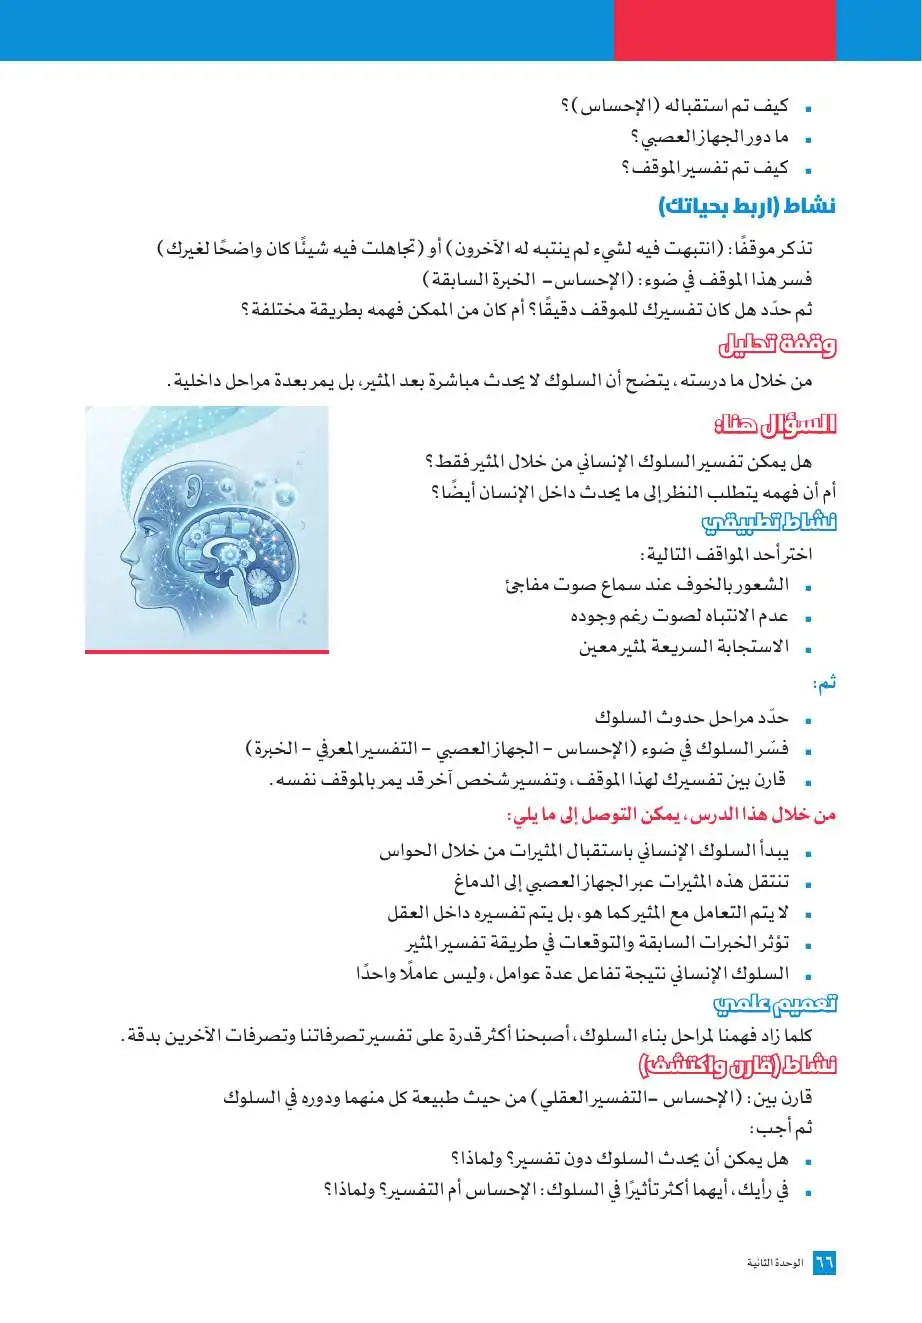 كيف تم استقباله (الإحساس)؟
ما دور الجهاز العصبي؟
كيف تم تفسير الموقف؟
نشاط (اربط بحياتك)
تذكر موقفًا: (انتبهت فيه لشيء لم ينتبه له الآخرون) أو (تجاهلت فيه شيئًا كان واضحًا لغيرك)
فسر هذا الموقف في ضوء: (الإحساس – الخبرة السابقة)
ثم حدَد هل كان تفسيرك للموقف دقيقًا؟ أم كان من الممكن فهمه بطريقة مختلفة؟
وقفة تحليل
من خلال ما درسته، يتضح أن السلوك لا يحدث مباشرة بعد المثير، بل يمر بعدة مراحل داخلية.
السؤال هنا:
هل يمكن تفسير السلوك الإنساني من خلال المثير فقط؟
أم أن فهمه يتطلب النظر إلى ما يحدث داخل الإنسان أيضًا؟
نشاط تطبيقي
اختر أحد المواقف التالية:
الشعور بالخوف عند سماع صوت مفاجئ
عدم الانتباه لصوت رغم وجوده
الاستجابة السريعة لمثير معين
ثم:
حدّد مراحل حدوث السلوك
فسّر السلوك في ضوء (الإحساس – الجهاز العصبي – التفسير المعرفي – الخبرة)
قارن بين تفسيرك لهذا الموقف، وتفسير شخص آخر قد يمر بالموقف نفسه.
من خلال هذا الدرس، يمكن التوصل إلى ما يلي:
يبدأ السلوك الإنساني باستقبال المثيرات من خلال الحواس
تنتقل هذه المثيرات عبر الجهاز العصبي إلى الدماغ
لا يتم التعامل مع المثير كما هو، بل يتم تفسيره داخل العقل
تؤثر الخبرات السابقة والتوقعات في طريقة تفسير المثير
السلوك الإنساني نتيجة تفاعل عدة عوامل، وليس عاملًا واحدًا
تعميم علمي
كلما زاد فهمنا لمراحل بناء السلوك، أصبحنا أكثر قدرة على تفسير تصرفاتنا وتصرفات الآخرين بدقة.
نشاط (قارن واكتشف)
قارن بين: (الإحساس –التفسير العقلي) من حيث طبيعة كل منهما ودوره في السلوك
ثم أجب:
هل يمكن أن يحدث السلوك دون تفسير؟ ولماذا؟
في رأيك، أيهما أكثر تأثيرًا في السلوك: الإحساس أم التفسير؟ ولماذا؟
٦٦ الوحدة الثانية